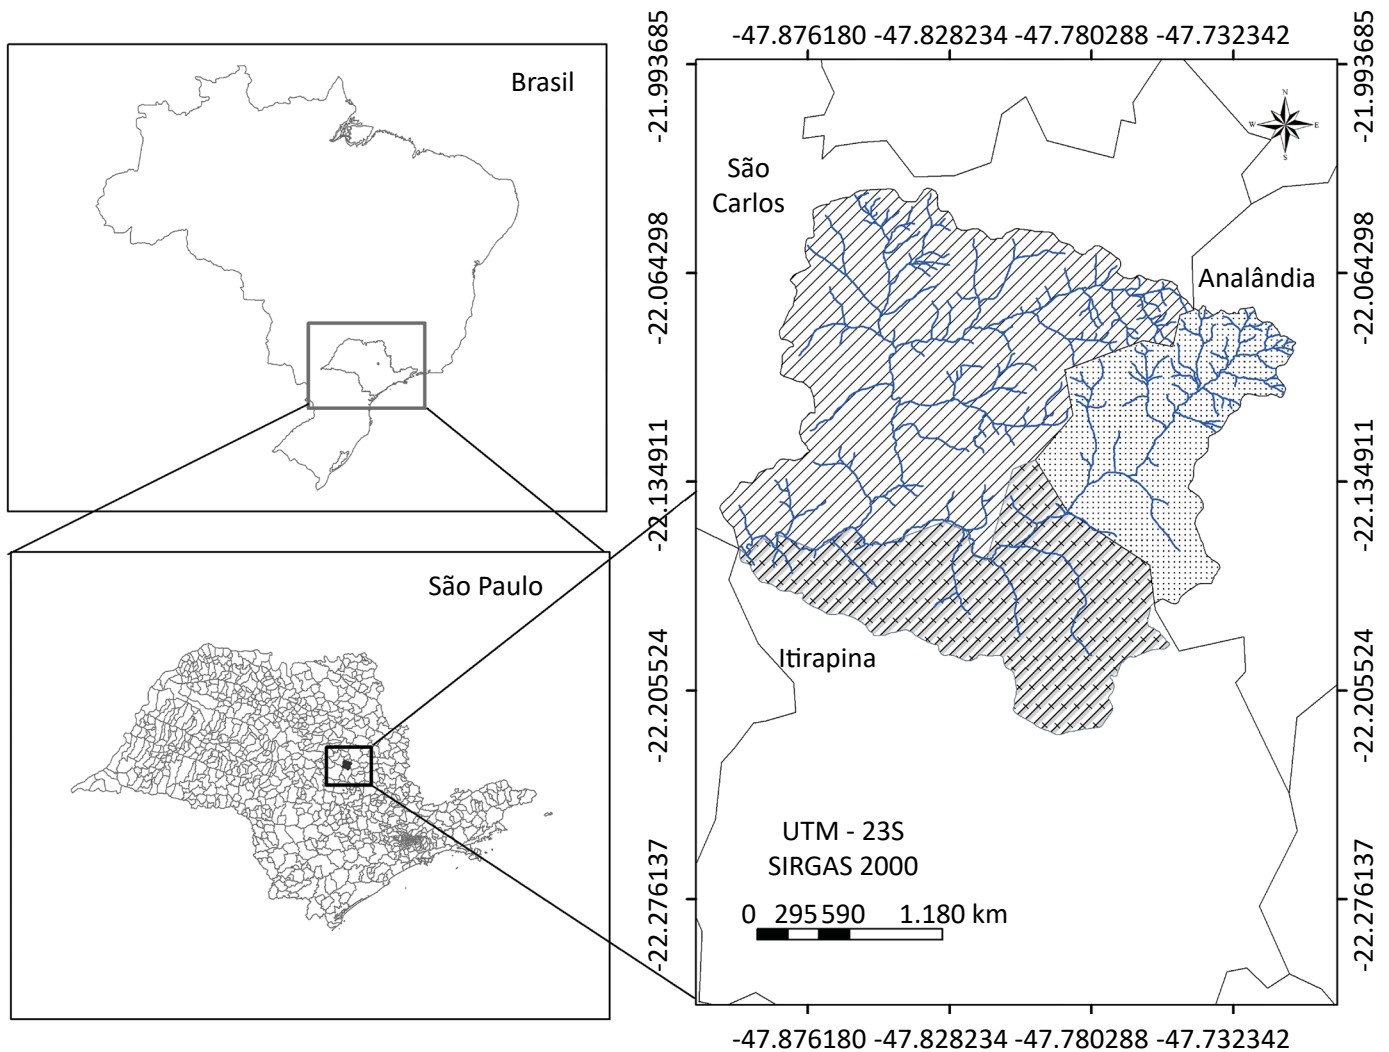 Brasil
São Paulo
-47.876180 -47.828234 -47.780288 -47.732342
-21.993685
-22.064298
-22.134911
-22.205524
-22.276137
-21.993685
-22.064298
-22.134911
-22.205524
-22.276137
N
W
E
S
São
Carlos
Analândia
Itirapina
UTM - 23S
SIRGAS 2000
0 295 590 1.180 km
-47.876180 -47.828234 -47.780288 -47.732342